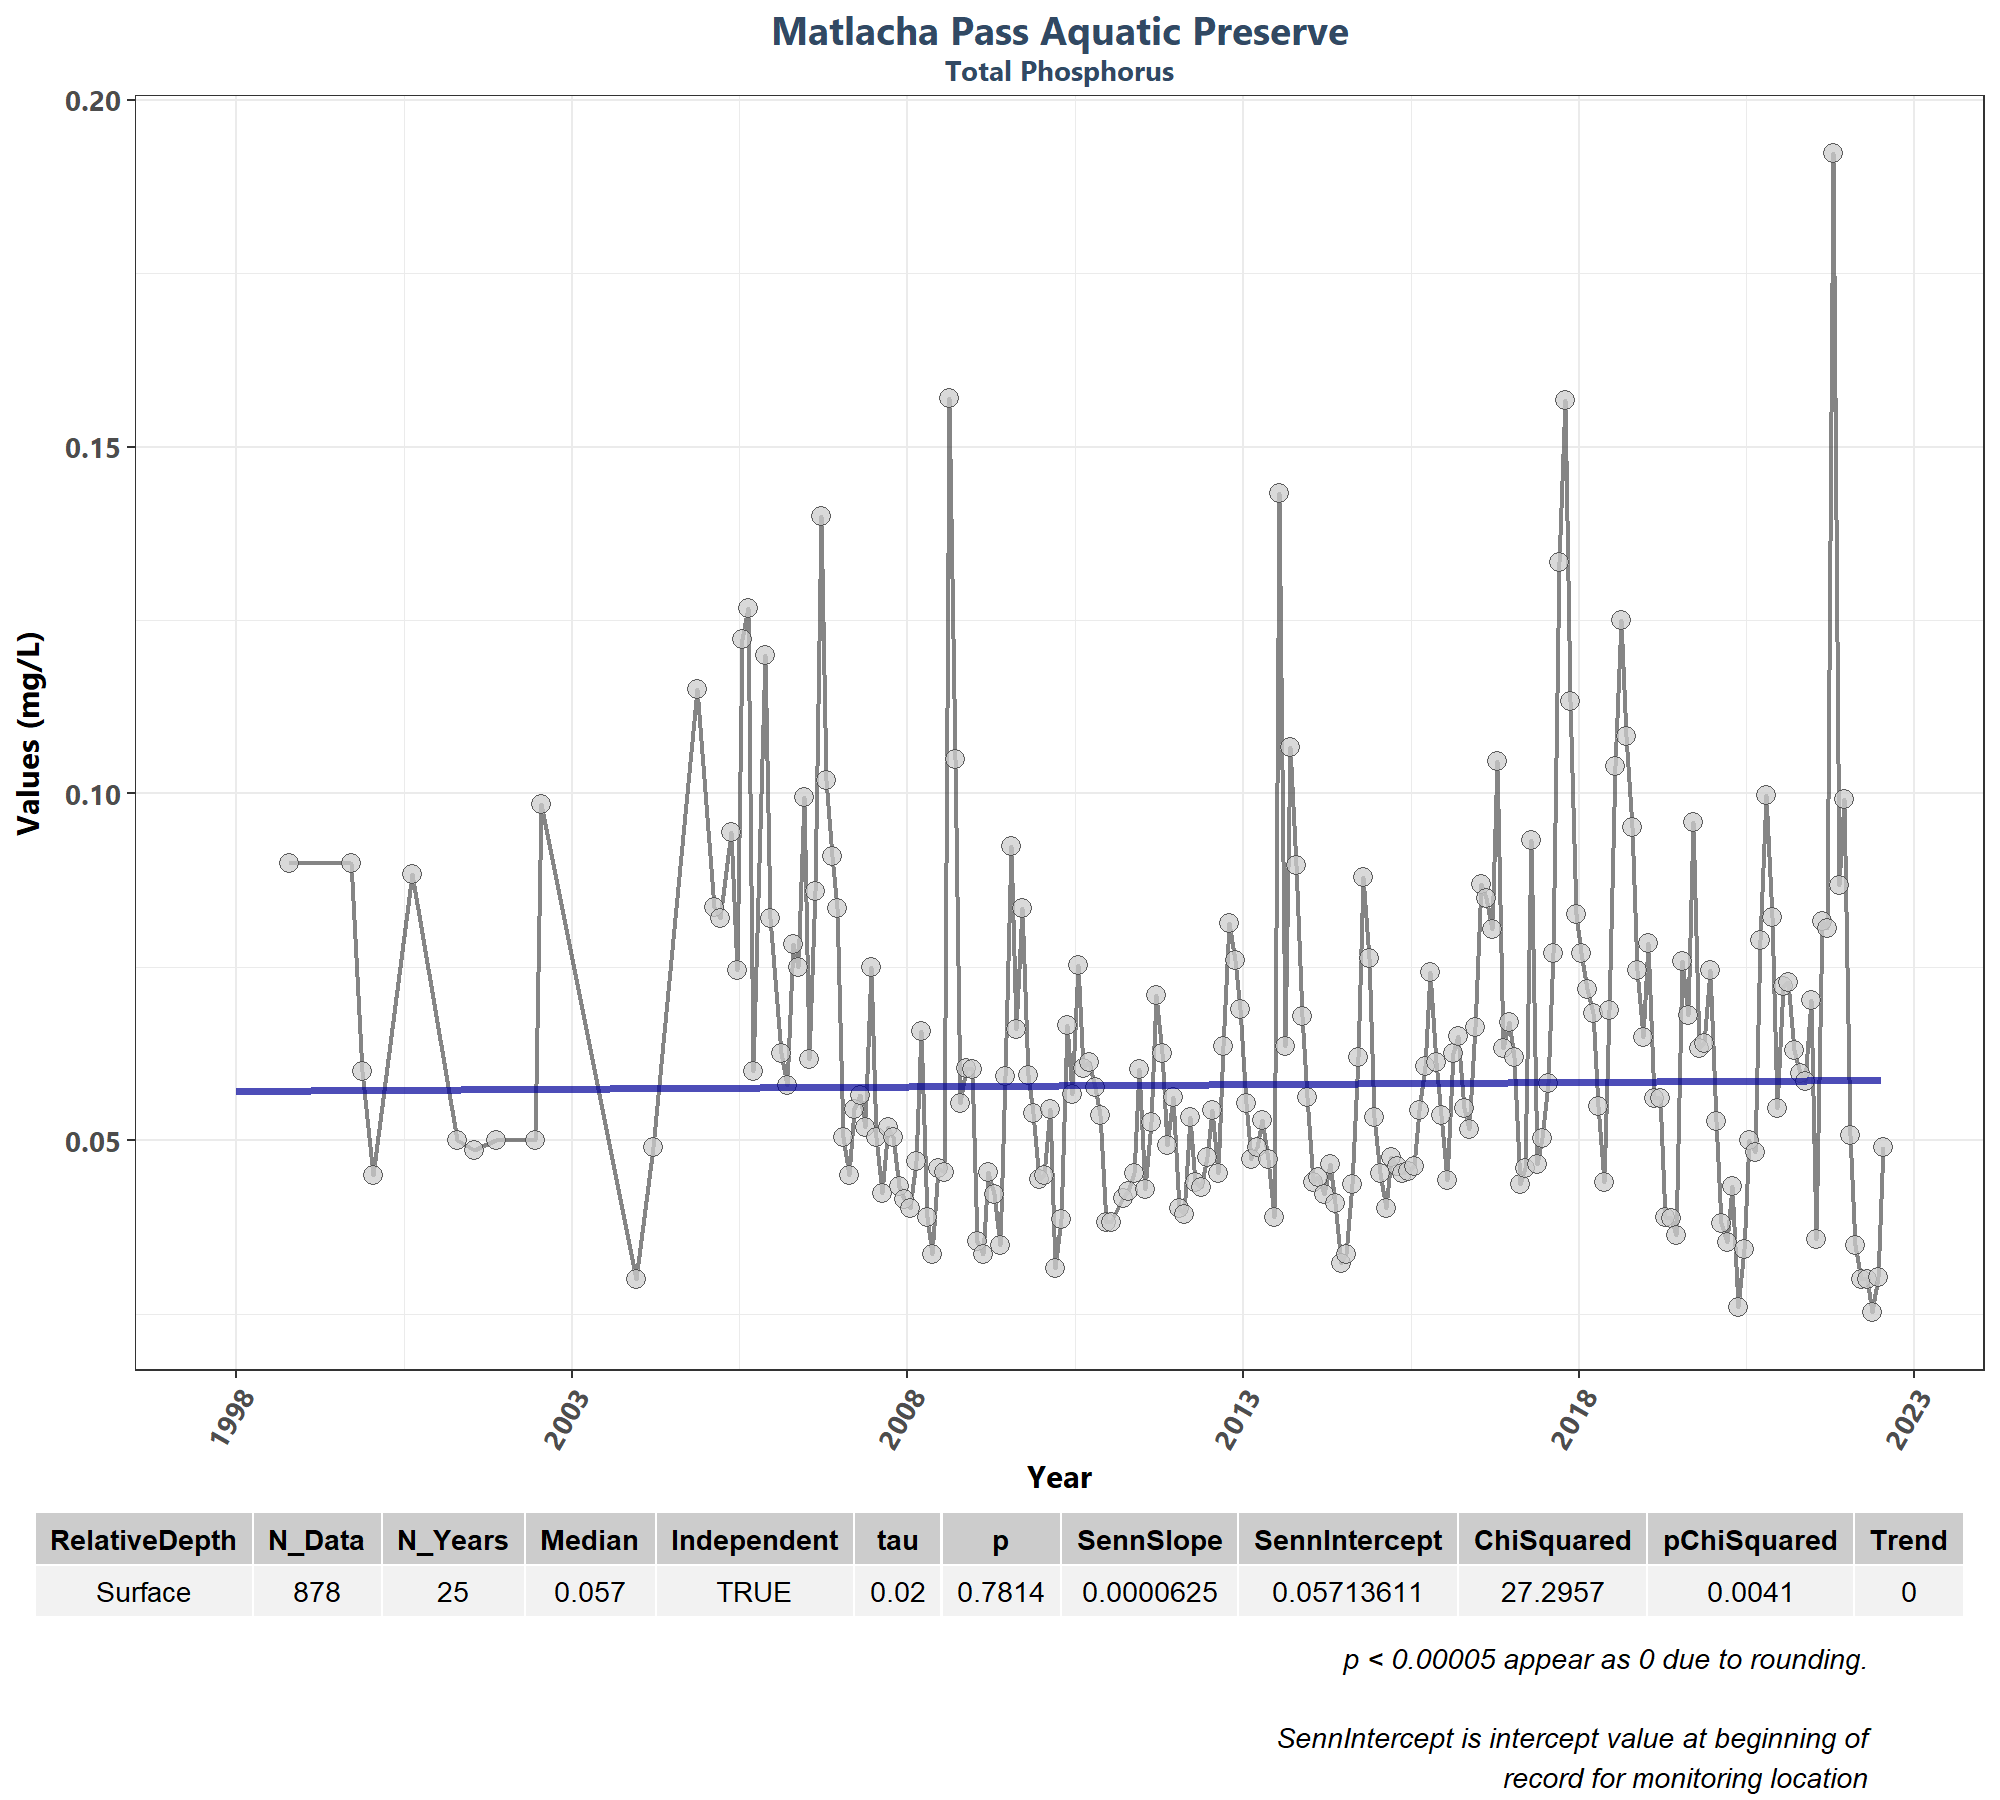 Matlacha Pass Aquatic Preserve
Total Phosphorus
0.20
0.15
0.10
0.05
Values (mg/L)
1998 2003 2008 2013 2018 2023
Year
RelativeDepth N_Data N_Years Median Independent tau p SennSlope SennIntercept ChiSquared pChiSquared Trend
Surface 878 25 0.057 TRUE 0.02 0.7814 0.0000625 0.05713611 27.2957 0.0041 0
p < 0.00005 appear as 0 due to rounding.
SennIntercept is intercept value at beginning of
record for monitoring location